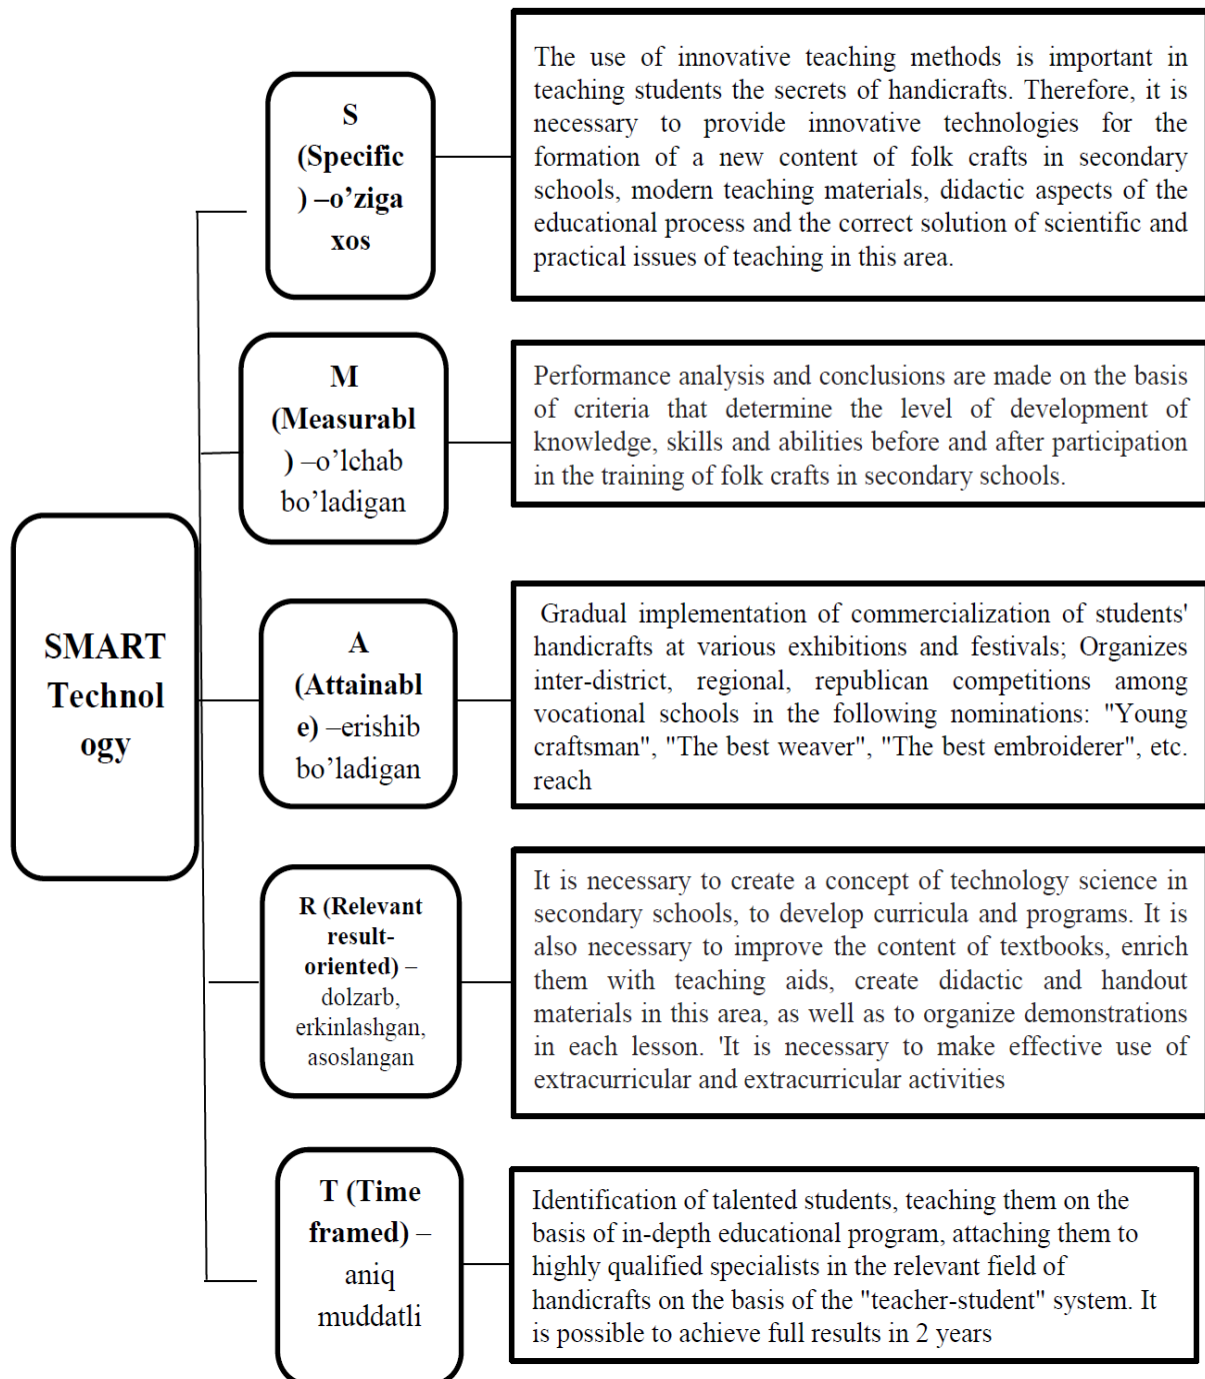 SMART
Technol
ogy
S
(Specific
) –o’ziga
xos
The use of innovative teaching methods is important in
teaching students the secrets of handicrafts. Therefore, it is
necessary to provide innovative technologies for the
formation of a new content of folk crafts in secondary
schools, modern teaching materials, didactic aspects of the
educational process and the correct solution of scientific and
practical issues of teaching in this area.
M
(Measurabl
) –o’lchab
bo’ladigan
Performance analysis and conclusions are made on the basis
of criteria that determine the level of development of
knowledge, skills and abilities before and after participation
in the training of folk crafts in secondary schools.
A
(Attainabl
e) –erishib
bo’ladigan
Gradual implementation of commercialization of students'
handicrafts at various exhibitions and festivals; Organizes
inter-district, regional, republican competitions among
vocational schools in the following nominations: "Young
craftsman", "The best weaver", "The best embroiderer", etc.
reach
R (Relevant
result-
oriented) –
dolzarb,
erkinlashgan,
asoslangan
It is necessary to create a concept of technology science in
secondary schools, to develop curricula and programs. It is
also necessary to improve the content of textbooks, enrich
them with teaching aids, create didactic and handout
materials in this area, as well as to organize demonstrations
in each lesson. 'It is necessary to make effective use of
extracurricular and extracurricular activities
T (Time
framed) –
aniq
muddatli
Identification of talented students, teaching them on the
basis of in-depth educational program, attaching them to
highly qualified specialists in the relevant field of
handicrafts on the basis of the "teacher-student" system. It
is possible to achieve full results in 2 years